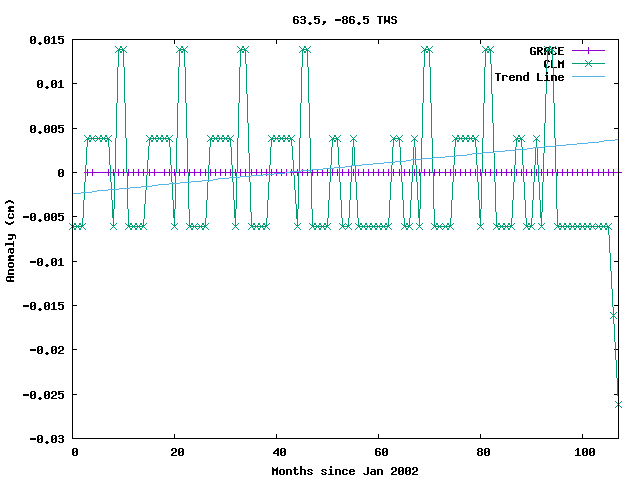 63.5, -86.5 TWS
0.015
0.01
0.005
0
-0.005
-0.01
-0.015
-0.02
-0.025
-0.03
Anomaly (cm)
GRACE
CLM
Trend Line
0 20 40 60 80 100
Months since Jan 2002